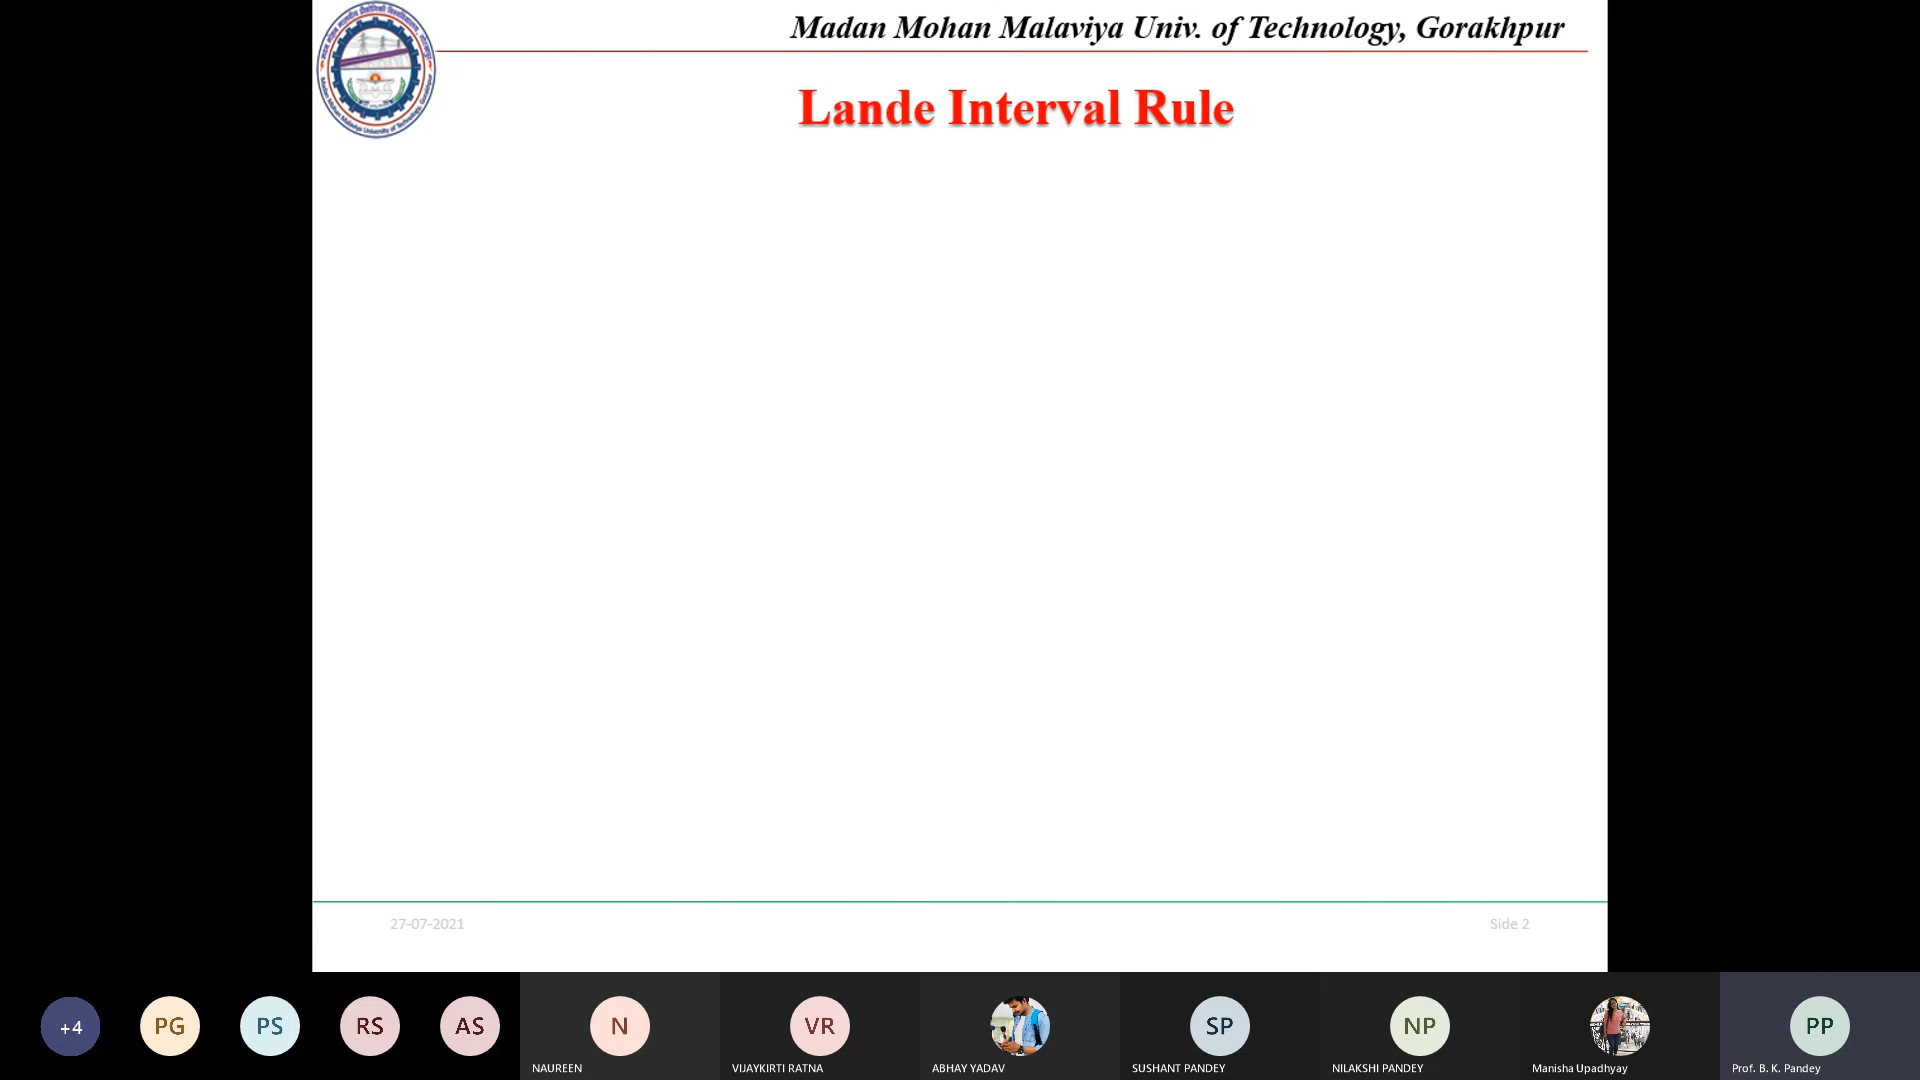 Madan Mohan Malaviya Univ. of Technology, Gorakhpur
Lande Interval Rule
27-07-2021
Side 2
+4
PG
PS
RS
AS
N
VR
SP
NP
PP
NAUREEN
VIJAYKIRTI RATNA
ABHAY YADAV
SUSHANT PANDEY
NILAKSHI PANDEY
Manisha Upadhyay
Prof. B. K. Pandey